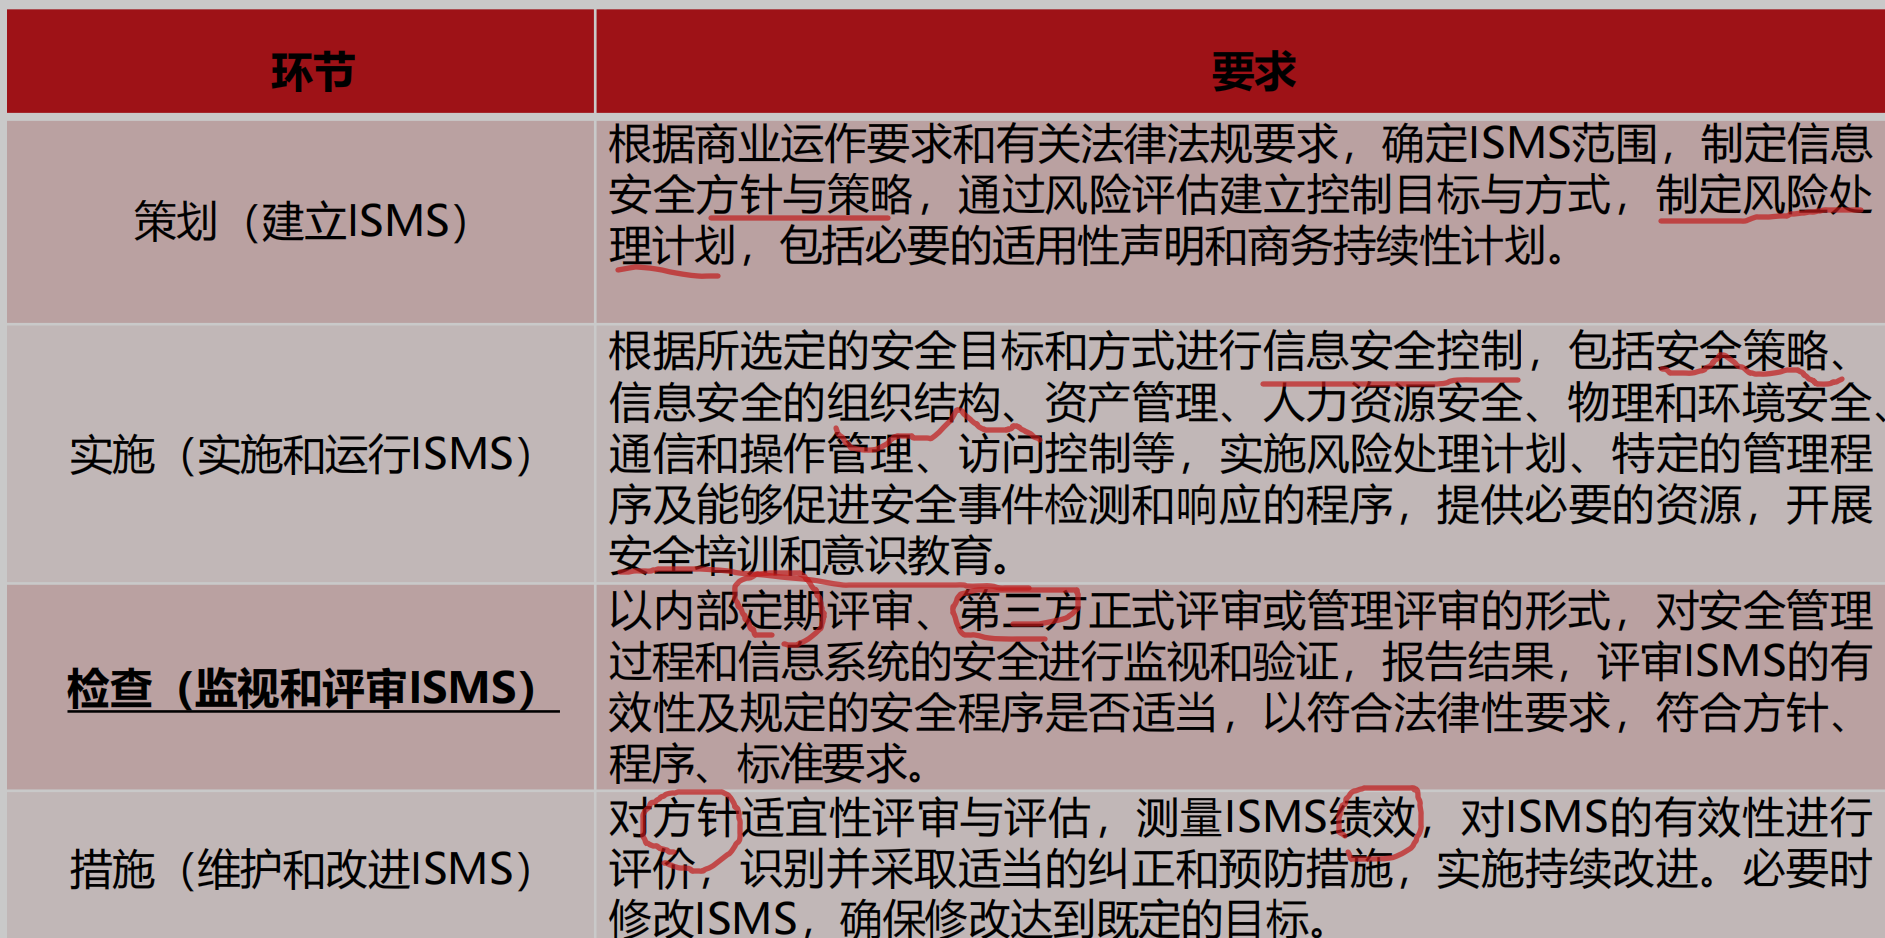 环节
要求
策划（建立ISMS）
根据商业运作要求和有关法律法规要求，确定ISMS范围，制定信息
安全方针与策略，通过风险评估建立控制目标与方式，制定风险处
理计划，包括必要的适用性声明和商务持续性计划。
实施（实施和运行ISMS）
根据所选定的安全目标和方式进行信息安全控制，包括安全策略、
信息安全的组织结构、资产管理、人力资源安全、物理和环境安全、
通信和操作管理、访问控制等，实施风险处理计划、特定的管理程
序及能够促进安全事件检测和响应的程序，提供必要的资源，开展
安全培训和意识教育。
检查（监视和评审ISMS）
以内部定期评审、第三方正式评审或管理评审的形式，对安全管理
过程和信息系统的安全进行监视和验证，报告结果，评审ISMS的有
效性及规定的安全程序是否适当，以符合法律性要求，符合方针、
程序、标准要求。
措施（维护和改进ISMS）
对方针适宜性评审与评估，测量ISMS绩效，对ISMS的有效性进行
评价，识别并采取适当的纠正和预防措施，实施持续改进。必要时
修改ISMS，确保修改达到既定的目标。